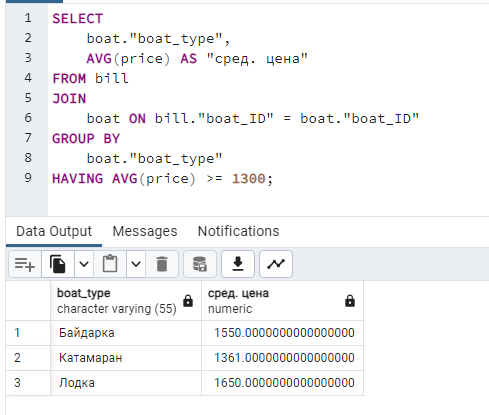 1 SELECT
2 boat."boat_type",
3 AVG(price) AS "сред. цена"
4 FROM bill
5 JOIN
6 boat ON bill."boat_ID" = boat."boat_ID"
7 GROUP BY
8 boat."boat_type"
9 HAVING AVG(price) >= 1300;
Data Output Messages Notifications
boat_type сред. цена
character varying (55) numeric
1 Байдарка 1550.0000000000000000
2 Катамаран 1361.0000000000000000
3 Лодка 1650.0000000000000000